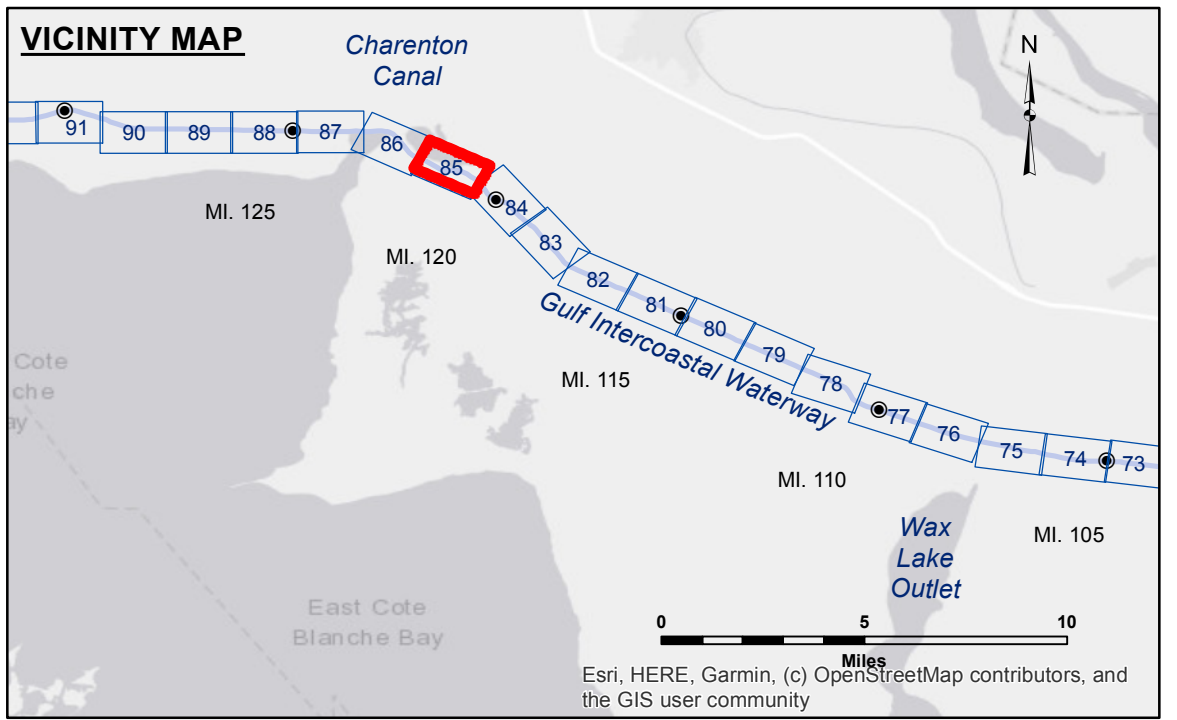 VICINITY MAP
Charenton
Canal
N
91
90
89
88
87
86
85
84
83
82
81
80
79
78
77
76
75
74
73
MI. 125
MI. 120
MI. 115
MI. 110
MI. 105
Gulf Intercoastal Waterway
Cote
che
ay
Wax
Lake
Outlet
East Cote
Blanche Bay
0 5 10
Miles
Esri, HERE, Garmin, (c) OpenStreetMap contributors, and
the GIS user community